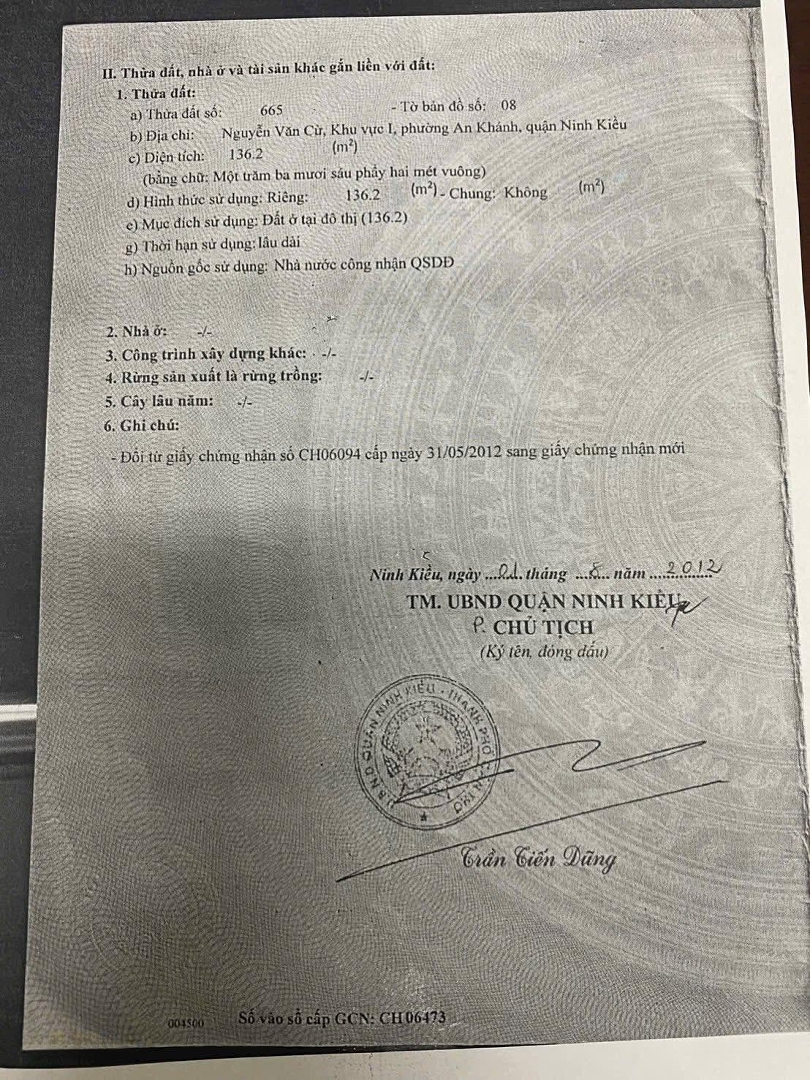 II. Thửa đất, nhà ở và tài sản khác gắn liền với đất:
1. Thửa đất:
a) Thửa đất số: 665 - Tờ bản đồ số: 08
b) Địa chỉ: Nguyễn Văn Cừ, Khu vực I, phường An Khánh, quận Ninh Kiều
c) Diện tích: 136.2 (m²)
(bằng chữ: Một trăm ba mươi sáu phẩy hai mét vuông)
d) Hình thức sử dụng: Riêng: 136.2 (m²) - Chung: Không (m²)
e) Mục đích sử dụng: Đất ở tại đô thị (136.2)
g) Thời hạn sử dụng: lâu dài
h) Nguồn gốc sử dụng: Nhà nước công nhận QSDĐ
2. Nhà ở: -/-
3. Công trình xây dựng khác: -/-
4. Rừng sản xuất là rừng trồng: -/-
5. Cây lâu năm: -/-
6. Ghi chú:
- Đổi từ giấy chứng nhận số CH06094 cấp ngày 31/05/2012 sang giấy chứng nhận mới
Ninh Kiều, ngày ... tháng ...8... năm ...2012
TM. UBND QUẬN NINH KIỀU
P. CHỦ TỊCH
(Ký tên, đóng dấu)
U.B.N.D QUẬN NINH KIỀU - THÀNH PHỐ CẦN THƠ
Trần Tiến Dũng
004500 Số vào sổ cấp GCN: CH06473